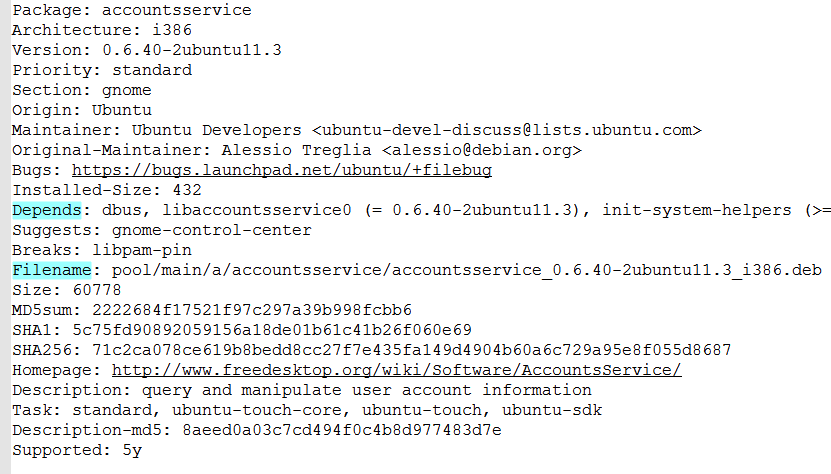 Package: accountsservice
Architecture: i386
Version: 0.6.40-2ubuntu11.3
Priority: standard
Section: gnome
Origin: Ubuntu
Maintainer: Ubuntu Developers <ubuntu-devel-discuss@lists.ubuntu.com>
Original-Maintainer: Alessio Treglia <alessio@debian.org>
Bugs: https://bugs.launchpad.net/ubuntu/+filebug
Installed-Size: 432
Depends: dbus, libaccountsservice0 (= 0.6.40-2ubuntu11.3), init-system-helpers (>=
Suggests: gnome-control-center
Breaks: libpam-pin
Filename: pool/main/a/accountsservice/accountsservice_0.6.40-2ubuntu11.3_i386.deb
Size: 60778
MD5sum: 2222684f17521f97c297a39b998fcbb6
SHA1: 5c75fd90892059156a18de01b61c41b26f060e69
SHA256: 71c2ca078ce619b8bedd8cc27f7e435fa149d4904b60a6c729a95e8f055d8687
Homepage: http://www.freedesktop.org/wiki/Software/AccountsService/
Description: query and manipulate user account information
Task: standard, ubuntu-touch-core, ubuntu-touch, ubuntu-sdk
Description-md5: 8aeed0a03c7cd494f0c4b8d977483d7e
Supported: 5y